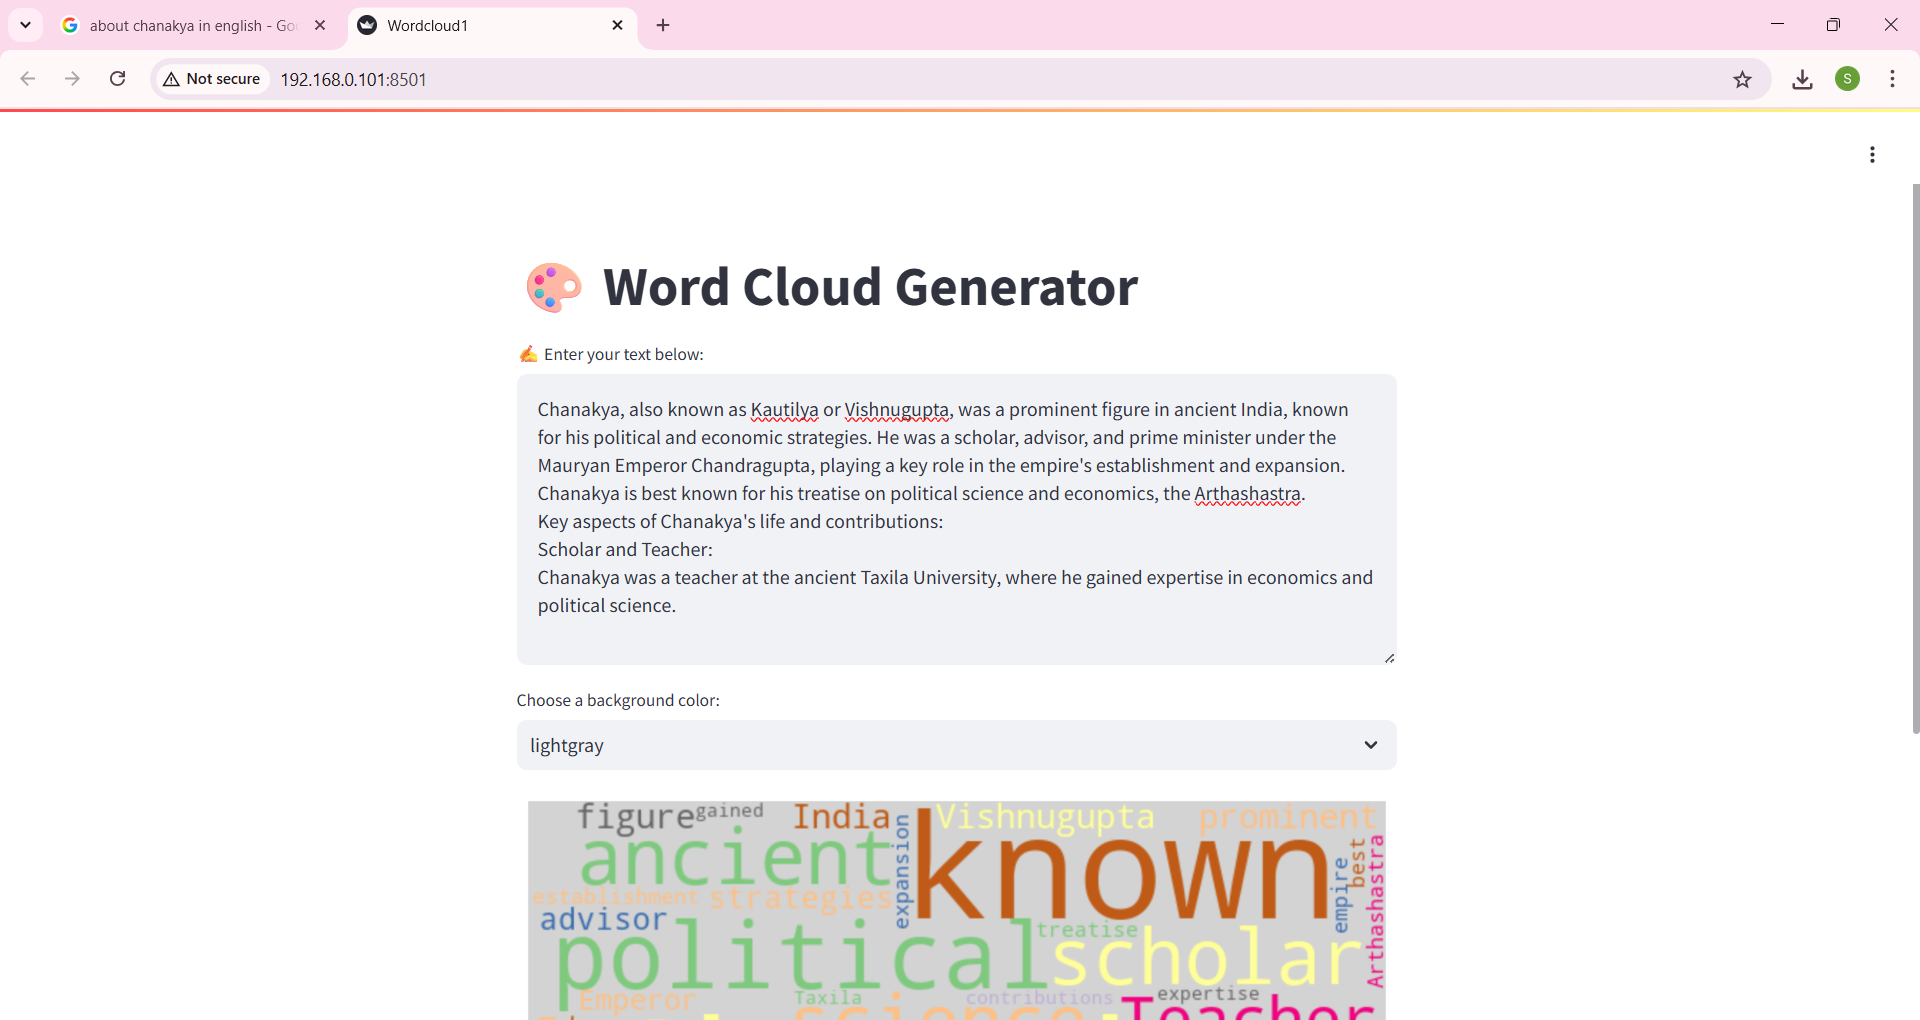 about chanakya in english - Go
Wordcloud1
Not secure
192.168.0.101:8501
S
Word Cloud Generator
Enter your text below:
Chanakya, also known as Kautilya or Vishnugupta, was a prominent figure in ancient India, known
for his political and economic strategies. He was a scholar, advisor, and prime minister under the
Mauryan Emperor Chandragupta, playing a key role in the empire's establishment and expansion.
Chanakya is best known for his treatise on political science and economics, the Arthashastra.
Key aspects of Chanakya's life and contributions:
Scholar and Teacher:
Chanakya was a teacher at the ancient Taxila University, where he gained expertise in economics and
political science.
Choose a background color:
lightgray
figure
gained
India
Vishnugupta
prominent
ancient
expansion
known
best
empire
Arthashastra
establishment
strategies
advisor
political
treatise
scholar
Emperor
Taxila
contributions
expertise
science
Teacher